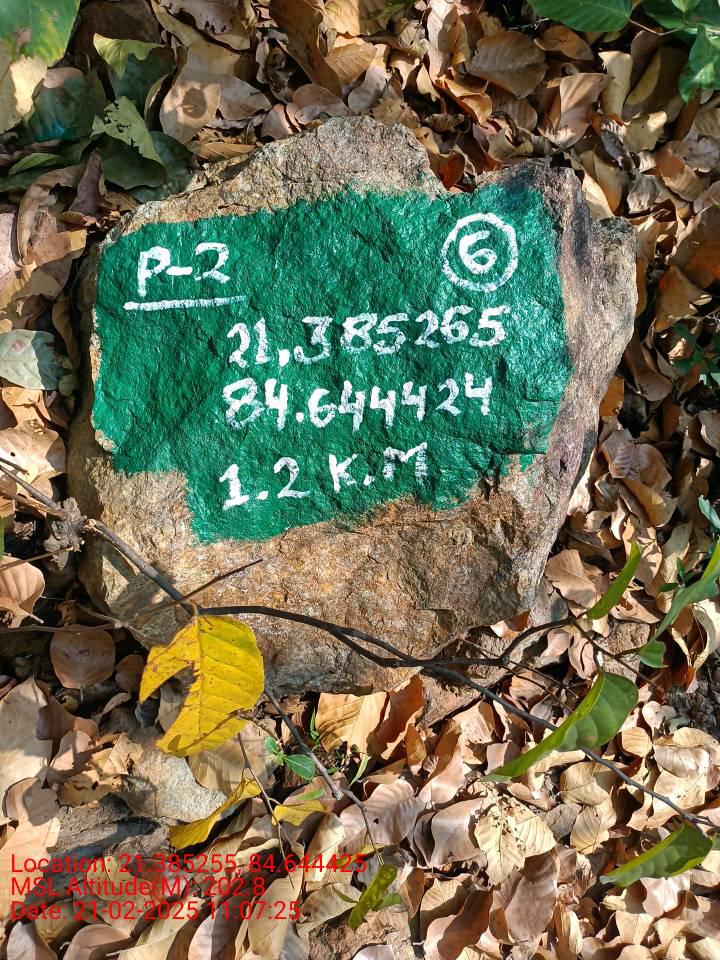 P-2
6
21.385265
84.644424
1.2 K.M
Location: 21.385255, 84.644425
MSL Altitude(M): 202.8
Date: 21-02-2025 11:07:25